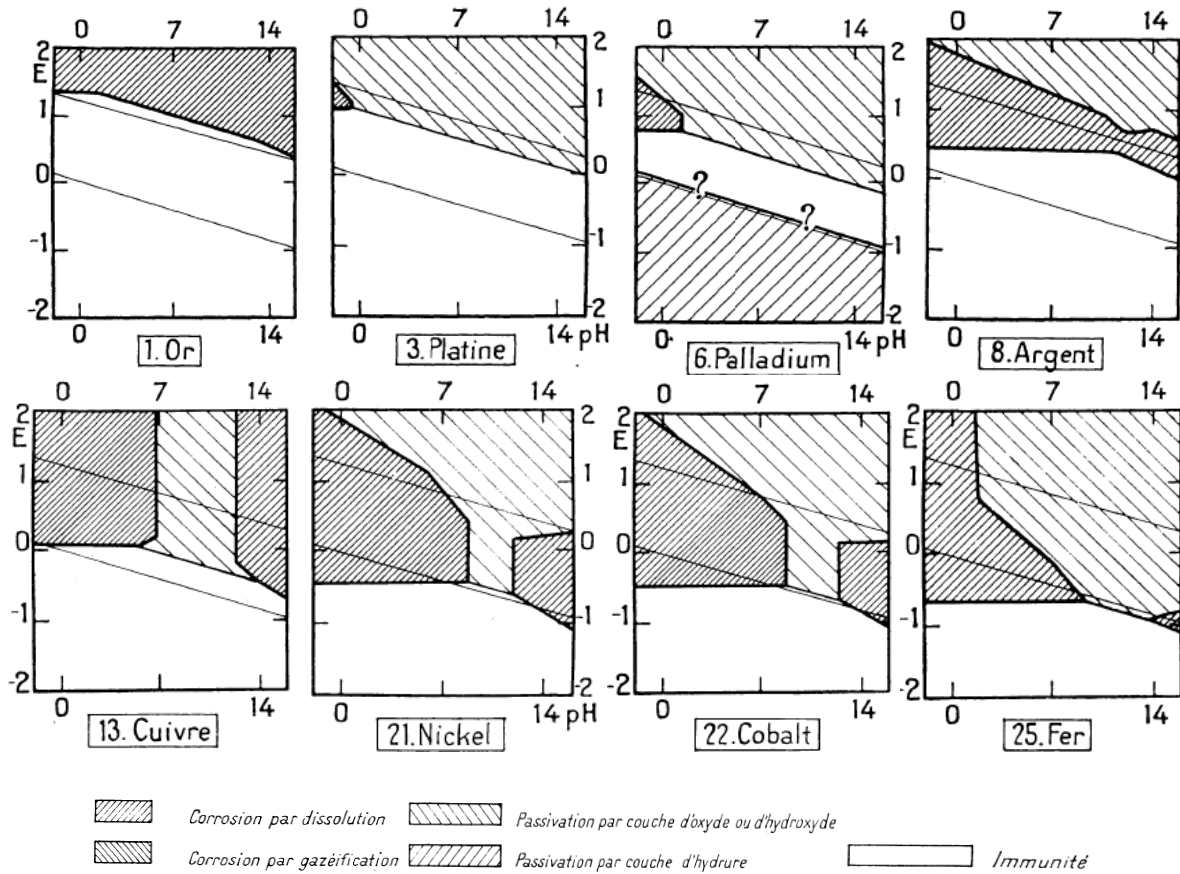 0 7 14
0 7 14
0 7 14
0 7 14
2
E
1
0
-1
-2
2
1
0
-1
-2
2
1
0
-1
-2
2
1
0
-1
-2
? ?
0 7 14
0 7 14 pH
0 7 14 pH
0 7 14
1. Or
3. Platine
6. Palladium
8. Argent
0 7 14
0 7 14
0 7 14
0 7 14
2
E
1
0
-1
-2
2
1
0
-1
-2
2
E
1
0
-1
-2
2
E
1
0
-1
-2
0 14
0 14 pH
0 7 14
0 7 14
13. Cuivre
21. Nickel
22. Cobalt
25. Fer
Corrosion par dissolution
Passivation par couche d'oxyde ou d'hydroxyde
Corrosion par gazéification
Passivation par couche d'hydrure
Immunité